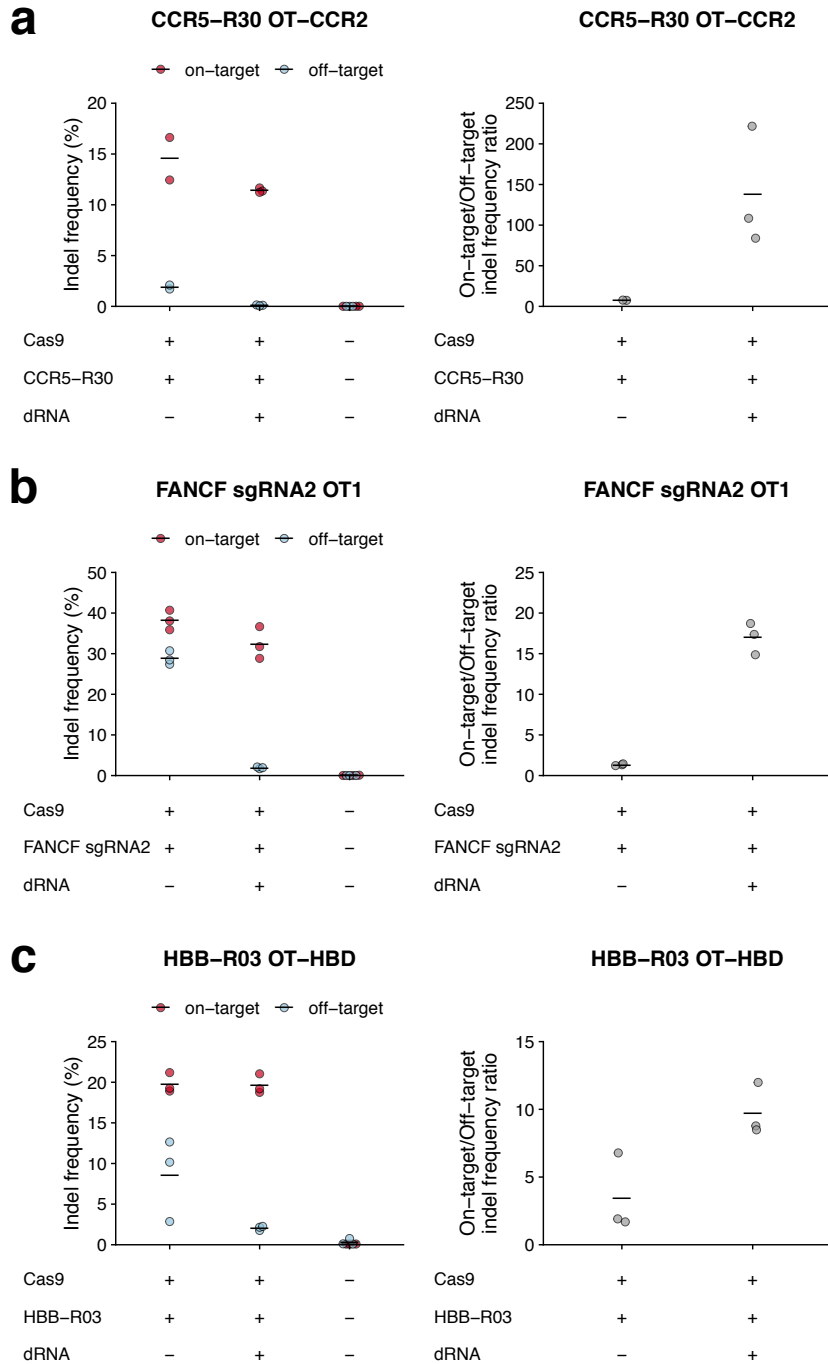 a
CCR5–R30 OT–CCR2
on–target off–target
Indel frequency (%)
20
15
10
5
0
Cas9 + + –
CCR5–R30 + + –
dRNA – + –
CCR5–R30 OT–CCR2
On–target/Off–target
indel frequency ratio
250
200
150
100
50
0
Cas9 + +
CCR5–R30 + +
dRNA – +
b
FANCF sgRNA2 OT1
on–target off–target
Indel frequency (%)
50
40
30
20
10
0
Cas9 + + –
FANCF sgRNA2 + + –
dRNA – + –
FANCF sgRNA2 OT1
On–target/Off–target
indel frequency ratio
25
20
15
10
5
0
Cas9 + +
FANCF sgRNA2 + +
dRNA – +
c
HBB–R03 OT–HBD
on–target off–target
Indel frequency (%)
25
20
15
10
5
0
Cas9 + + –
HBB–R03 + + –
dRNA – + –
HBB–R03 OT–HBD
On–target/Off–target
indel frequency ratio
15
10
5
0
Cas9 + +
HBB–R03 + +
dRNA – +